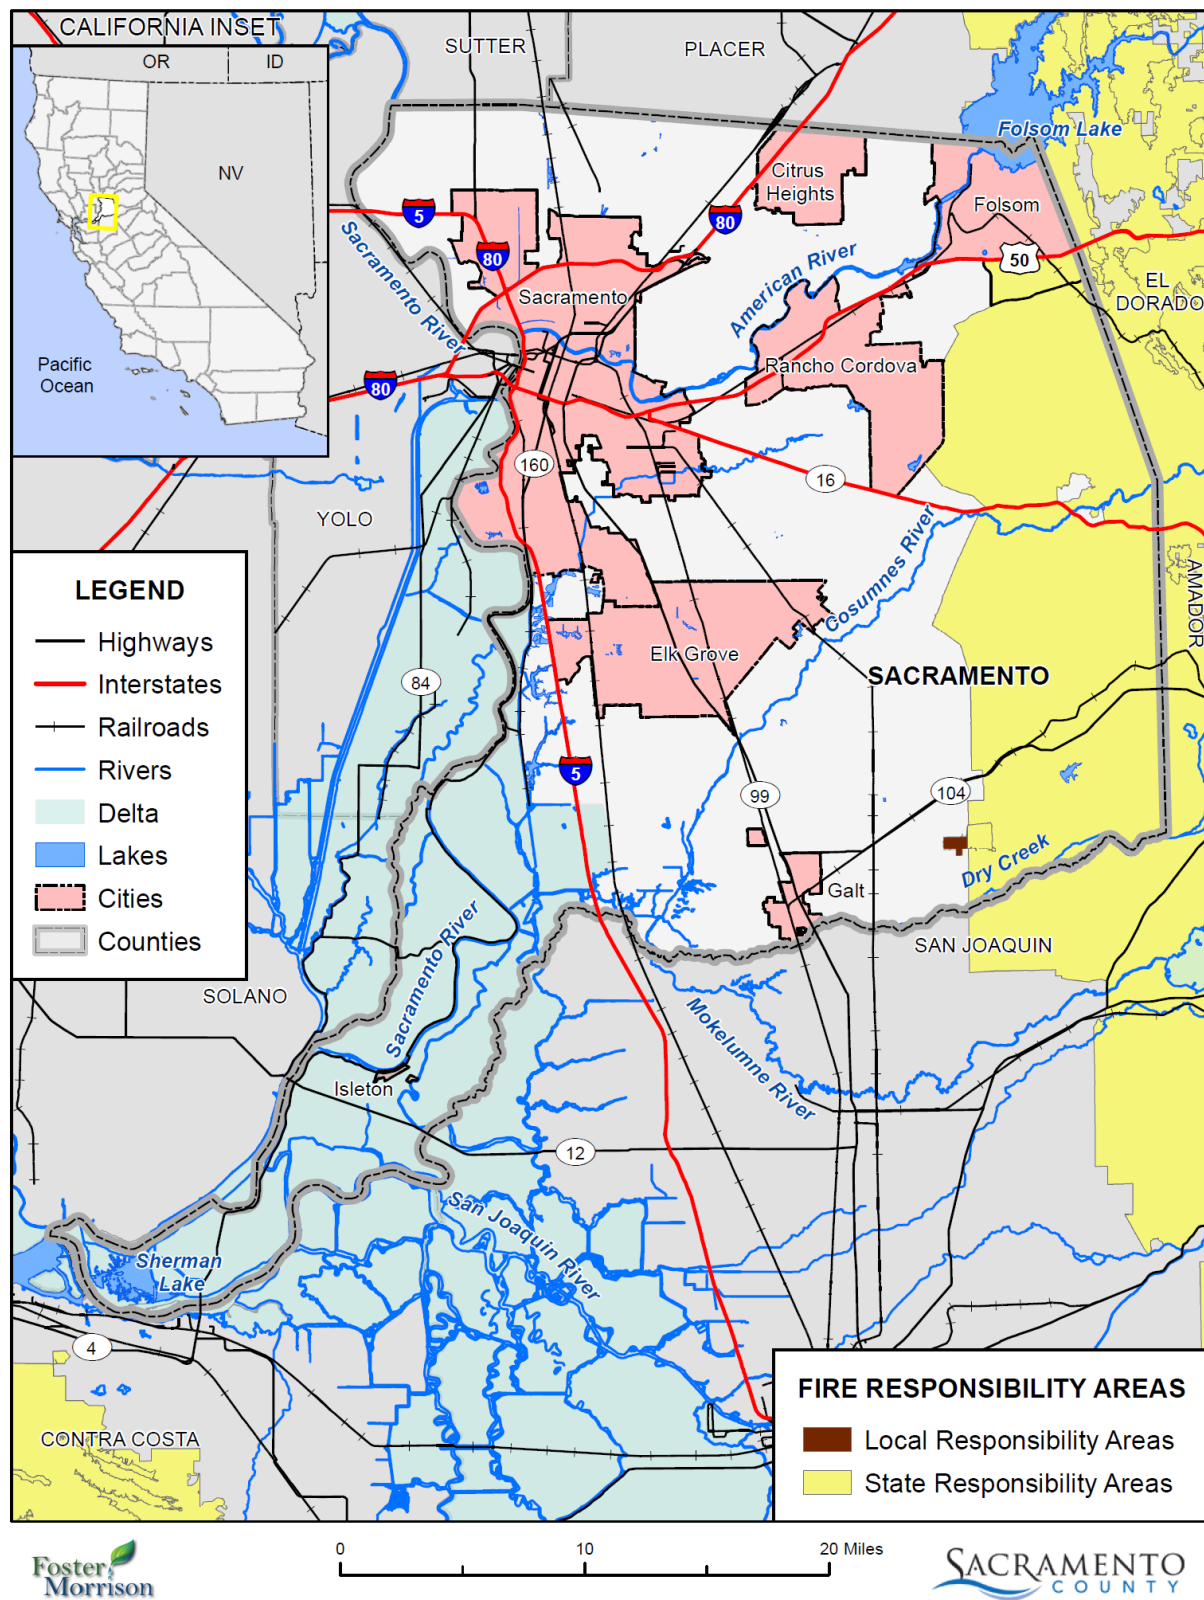 CALIFORNIA INSET
OR
ID
NV
Pacific
Ocean
SUTTER
PLACER
Folsom Lake
Citrus
Heights
Folsom
5
80
80
50
Sacramento River
Sacramento
American River
EL
DORADO
Rancho Cordova
80
160
16
YOLO
Cosumnes River
AMADOR
LEGEND
Highways
Interstates
Railroads
Rivers
Delta
Lakes
Cities
Counties
Elk Grove
SACRAMENTO
84
5
99
104
Dry Creek
Galt
SAN JOAQUIN
SOLANO
Sacramento River
Mokelumne River
Isleton
12
San Joaquin River
Sherman
Lake
4
CONTRA COSTA
FIRE RESPONSIBILITY AREAS
Local Responsibility Areas
State Responsibility Areas
Foster
Morrison
0
10
20 Miles
SACRAMENTO
COUNTY